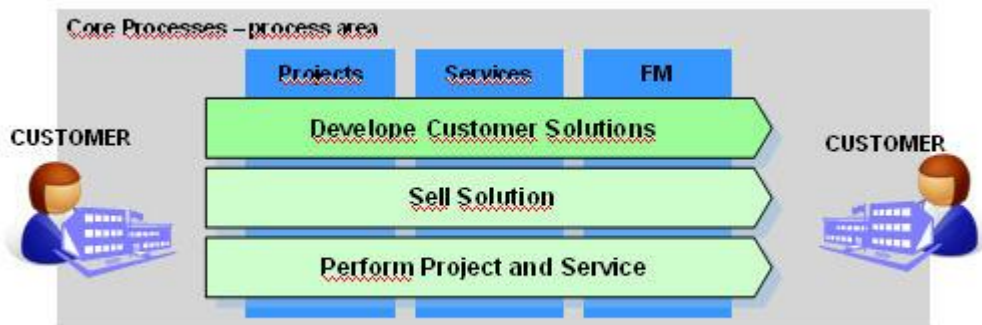 Core Processes – process area
Projects Services FM
Develope Customer Solutions
CUSTOMER CUSTOMER
Sell Solution
Perform Project and Service